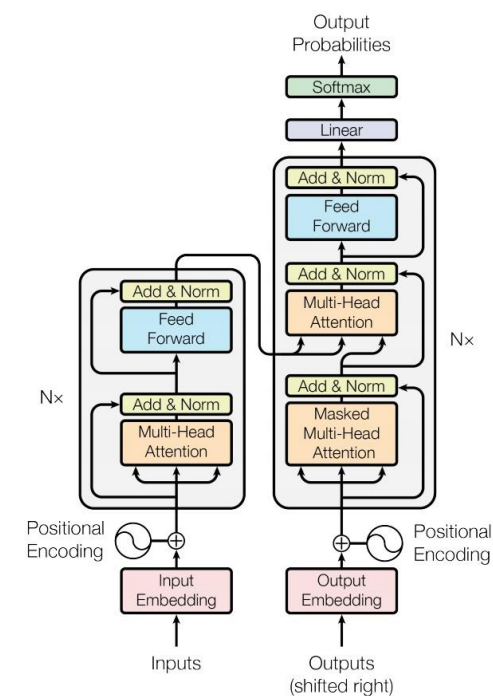 Output
Probabilities
Softmax
Linear
Add & Norm
Feed
Forward
Add & Norm
Multi-Head
Attention
Add & Norm
Masked
Multi-Head
Attention
N×
Add & Norm
Feed
Forward
Add & Norm
Multi-Head
Attention
N×
Positional
Encoding
Positional
Encoding
Input
Embedding
Output
Embedding
Inputs
Outputs
(shifted right)